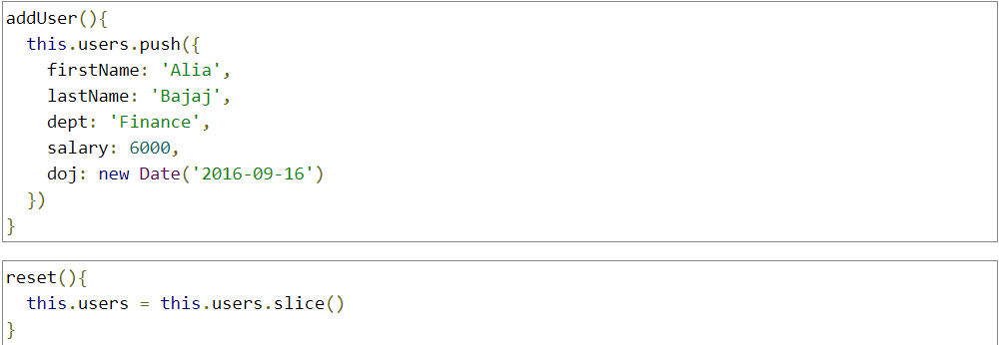 addUser(){
  this.users.push({
    firstName: 'Alia',
    lastName: 'Bajaj',
    dept: 'Finance',
    salary: 6000,
    doj: new Date('2016-09-16')
  })
}
reset(){
  this.users = this.users.slice()
}